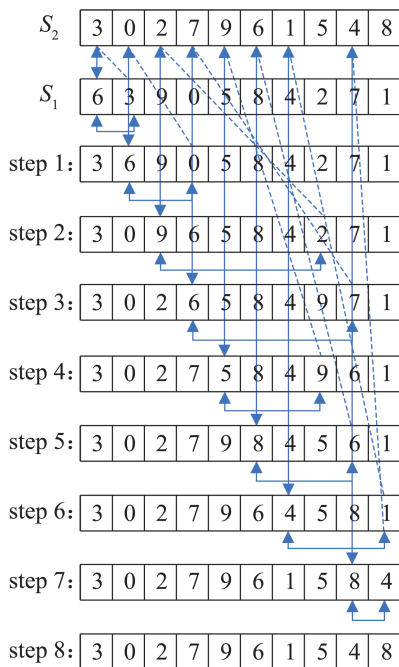 S₂ 3 0 2 7 9 6 1 5 4 8
S₁ 6 3 9 0 5 8 4 2 7 1
step 1: 3 6 9 0 5 8 4 2 7 1
step 2: 3 0 9 6 5 8 4 2 7 1
step 3: 3 0 2 6 5 8 4 9 7 1
step 4: 3 0 2 7 5 8 4 9 6 1
step 5: 3 0 2 7 9 8 4 5 6 1
step 6: 3 0 2 7 9 6 4 5 8 1
step 7: 3 0 2 7 9 6 1 5 8 4
step 8: 3 0 2 7 9 6 1 5 4 8